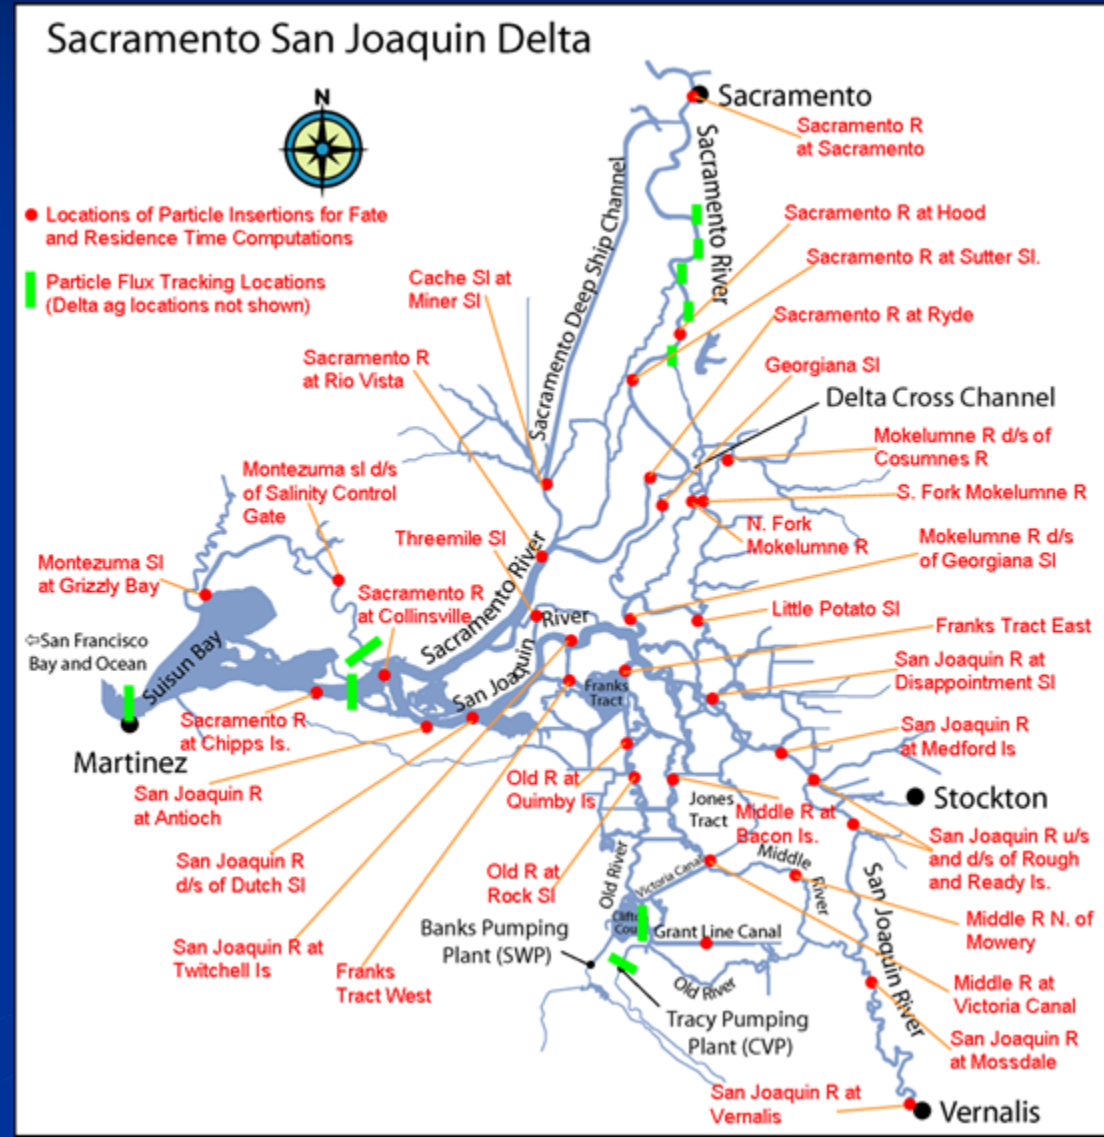 Sacramento San Joaquin Delta
N
Sacramento
Sacramento R
at Sacramento
Locations of Particle Insertions for Fate
and Residence Time Computations
Particle Flux Tracking Locations
(Delta ag locations not shown)
Sacramento Deep Ship Channel
Sacramento River
Sacramento R at Hood
Sacramento R at Sutter Sl.
Cache Sl at
Miner Sl
Sacramento R at Ryde
Sacramento R
at Rio Vista
Georgiana Sl
Delta Cross Channel
Mokelumne R d/s of
Cosumnes R
Montezuma sl d/s
of Salinity Control
Gate
S. Fork Mokelumne R
N. Fork
Mokelumne R
Threemile Sl
Mokelumne R d/s
of Georgiana Sl
Montezuma Sl
at Grizzly Bay
Sacramento R
at Collinsville
Sacramento River
Little Potato Sl
San Joaquin River
Franks Tract East
⇦San Francisco
Bay and Ocean
Suisun Bay
San Joaquin R at
Disappointment Sl
Franks
Tract
Sacramento R
at Chipps Is.
San Joaquin R
at Medford Is
Martinez
San Joaquin R
at Antioch
Old R at
Quimby Is
Jones
Tract
Middle R at
Bacon Is.
Stockton
San Joaquin R u/s
and d/s of Rough
and Ready Is.
San Joaquin R
d/s of Dutch Sl
Old R at
Rock Sl
Old River
Victoria Canal
Middle River
San Joaquin River
Middle R N. of
Mowery
San Joaquin R at
Twitchell Is
Franks
Tract West
Banks Pumping
Plant (SWP)
Grant Line Canal
Old River
Middle R at
Victoria Canal
Tracy Pumping
Plant (CVP)
San Joaquin R
at Mossdale
San Joaquin R at
Vernalis
Vernalis